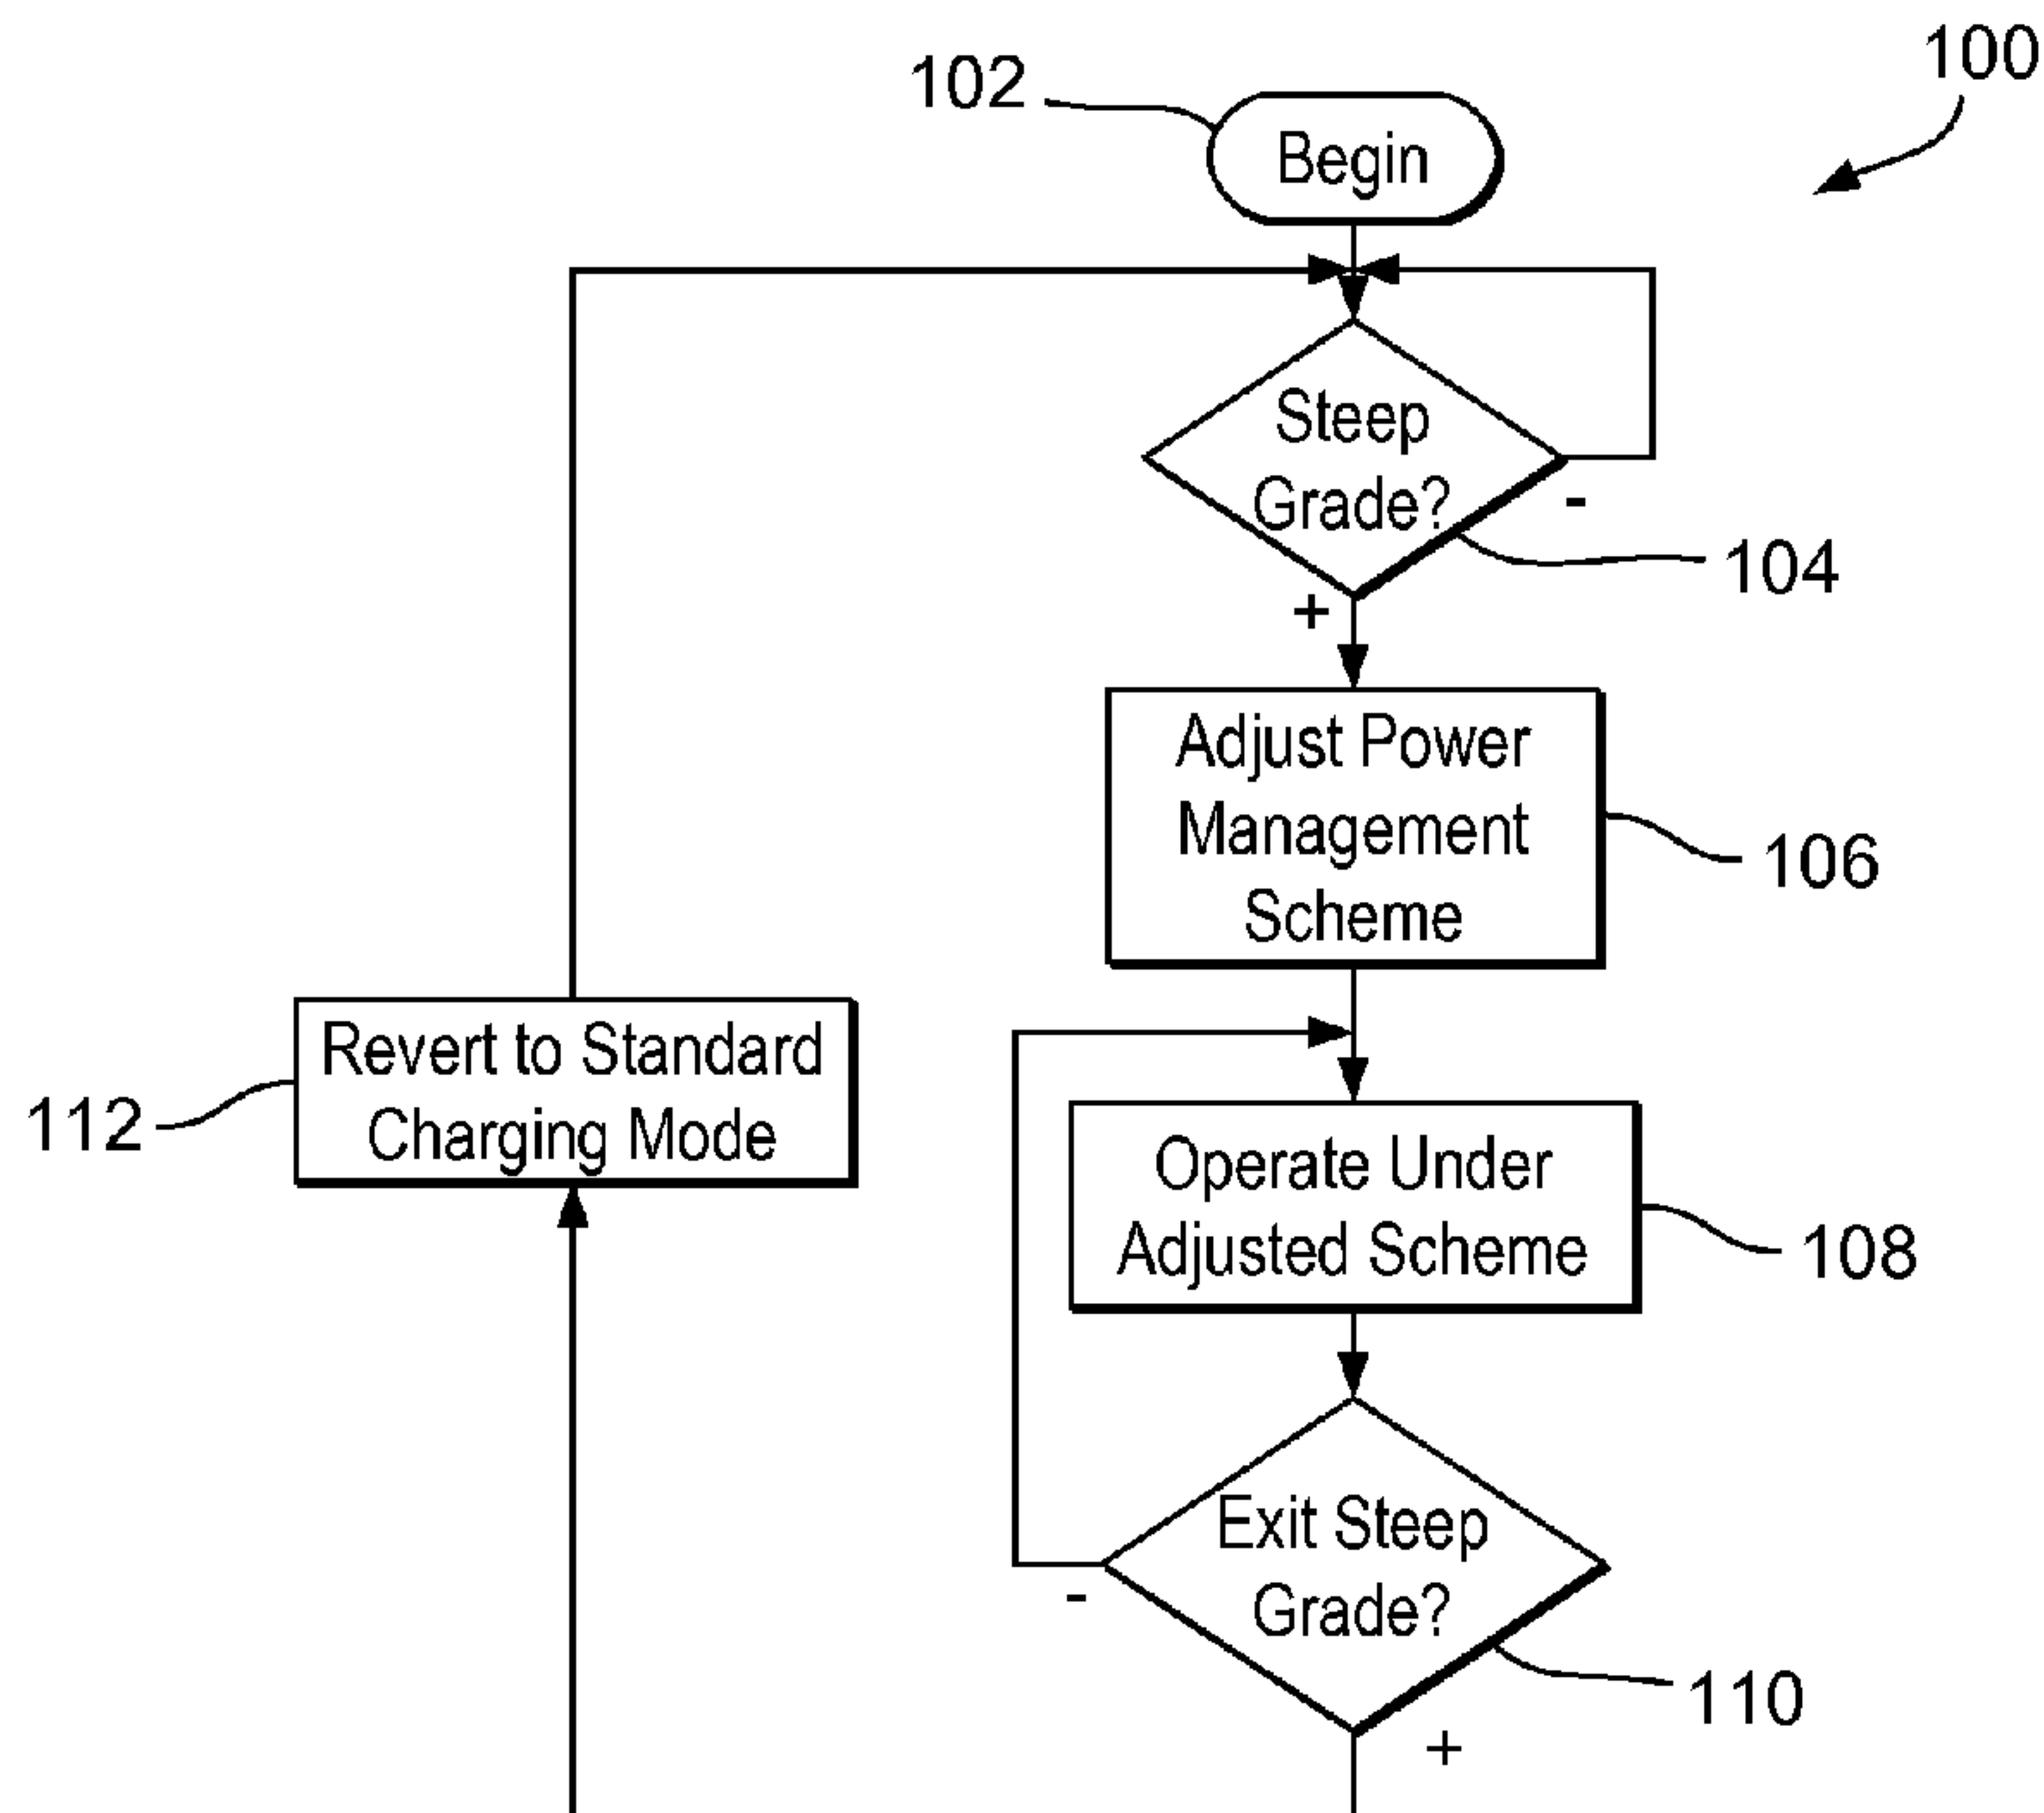 100
102
Begin
Steep
Grade?
-
104
+
Adjust Power
Management
Scheme
106
Revert to Standard
Charging Mode
112
Operate Under
Adjusted Scheme
108
Exit Steep
Grade?
-
110
+